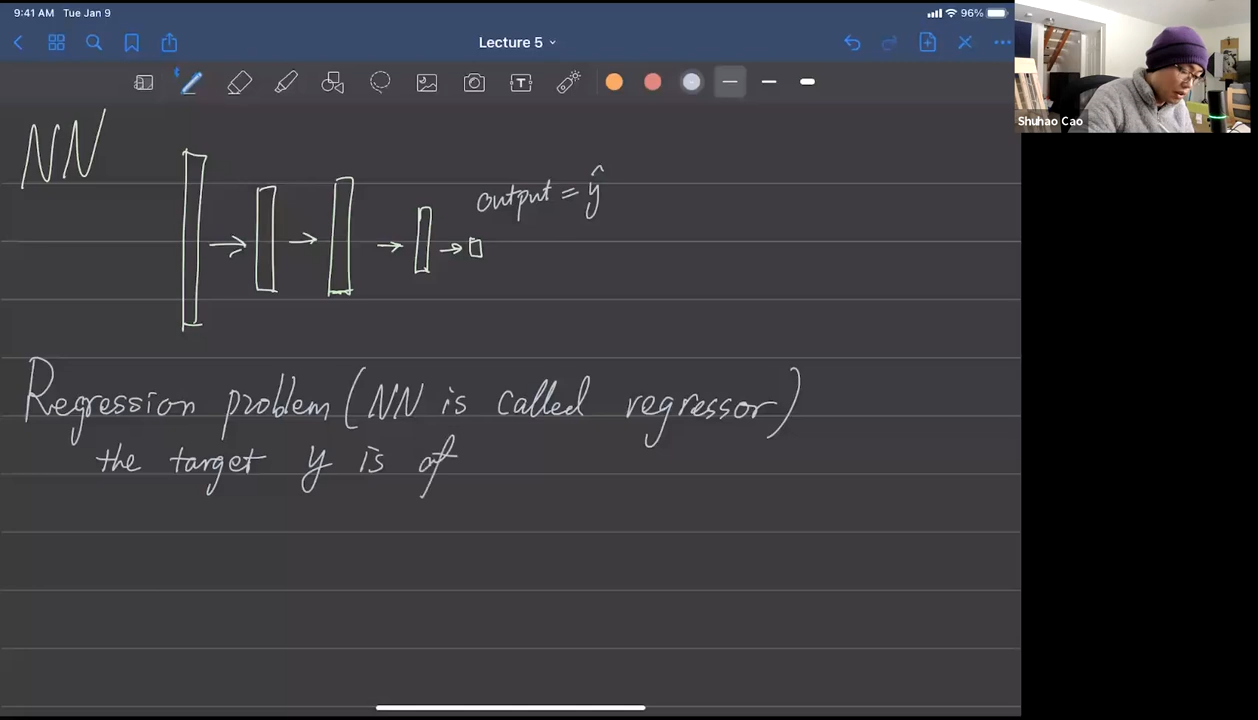 9:41 AM Tue Jan 9
96%
Lecture 5
Shuhao Cao
NN
output = ŷ
Regression problem (NN is called regressor)
the target y is of